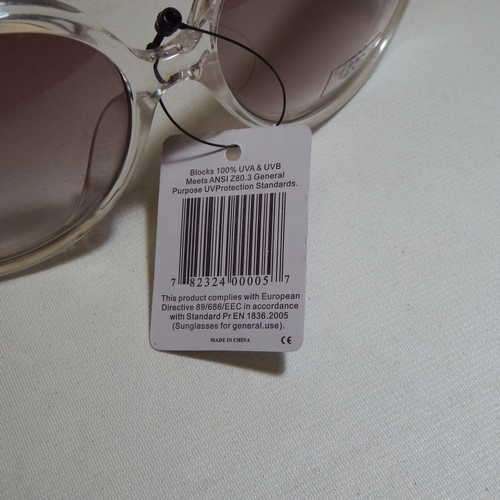 Blocks 100% UVA & UVB
Meets ANSI Z80.3 General
Purpose UVProtection Standards.
7 82324 00005 7
This product complies with European
Directive 89/686/EEC in accordance
with Standard Pr EN 1836.2005
(Sunglasses for general.use).
MADE IN CHINA CE